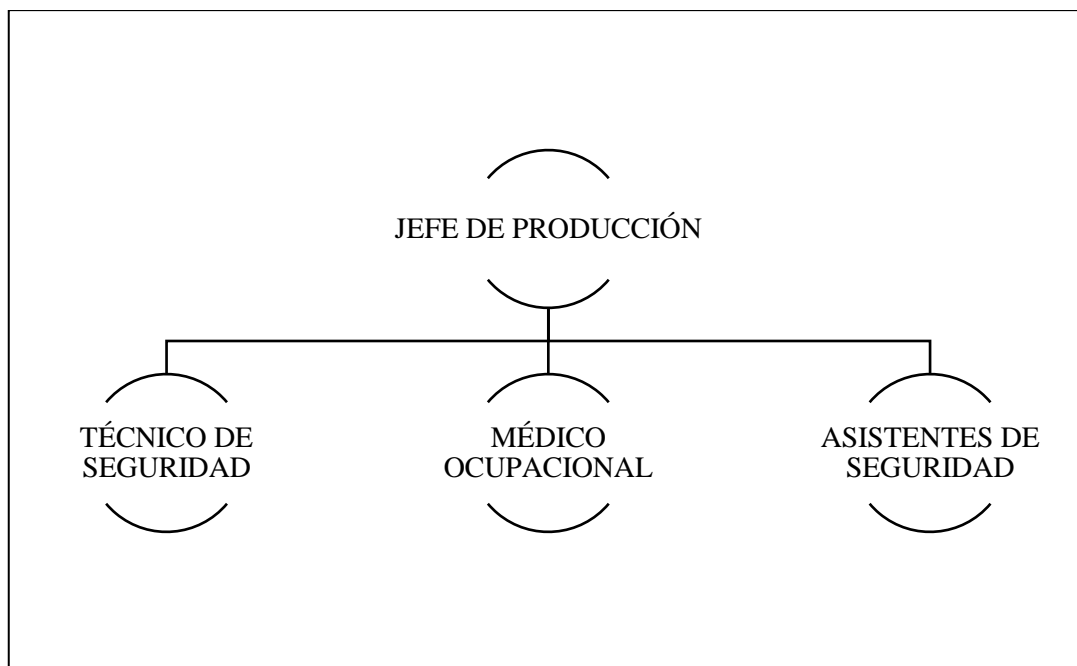 JEFE DE PRODUCCIÓN
TÉCNICO DE
SEGURIDAD
MÉDICO
OCUPACIONAL
ASISTENTES DE
SEGURIDAD